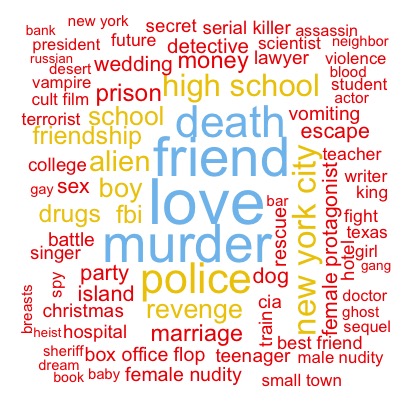 new york
bank
secret
serial killer
assassin
president
future
detective
scientist
neighbor
russian
desert
wedding
money
lawyer
violence
blood
vampire
prison
high school
student
cult film
actor
terrorist
school
death
vomiting
escape
friendship
alien
friend
teacher
college
writer
gay
sex
boy
love
bar
new york city
king
drugs
fbi
rescue
female protagonist
fight
texas
battle
murder
hotel
girl
singer
gang
spy
party
police
dog
breasts
island
cia
doctor
christmas
revenge
train
ghost
sequel
heist
hospital
marriage
best friend
sheriff
box office flop
teenager
male nudity
dream
book
baby
female nudity
small town